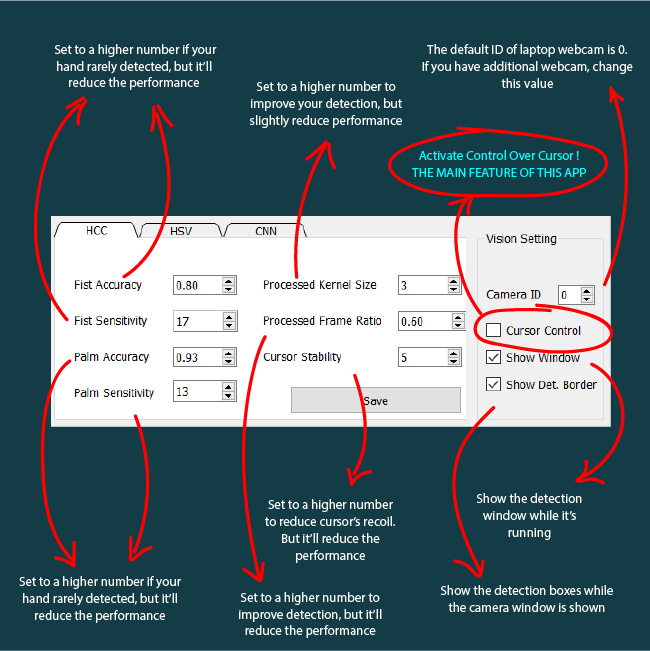 Set to a higher number if your
hand rarely detected, but it'll
reduce the performance
Set to a higher number to
improve your detection, but
slightly reduce performance
The default ID of laptop webcam is 0.
If you have additional webcam, change
this value
Activate Control Over Cursor !
THE MAIN FEATURE OF THIS APP
HCC
HSV
CNN
Fist Accuracy
0.80
Fist Sensitivity
17
Palm Accuracy
0.93
Palm Sensitivity
13
Processed Kernel Size
3
Processed Frame Ratio
0.60
Cursor Stability
5
Save
Vision Setting
Camera ID
0
Cursor Control
Show Window
Show Det. Border
Set to a higher number
to reduce cursor's recoil.
But it'll reduce the
performance
Show the detection
window while it's
running
Set to a higher number if your
hand rarely detected, but it'll
reduce the performance
Set to a higher number to
improve detection, but it'll
reduce the performance
Show the detection boxes while
the camera window is shown